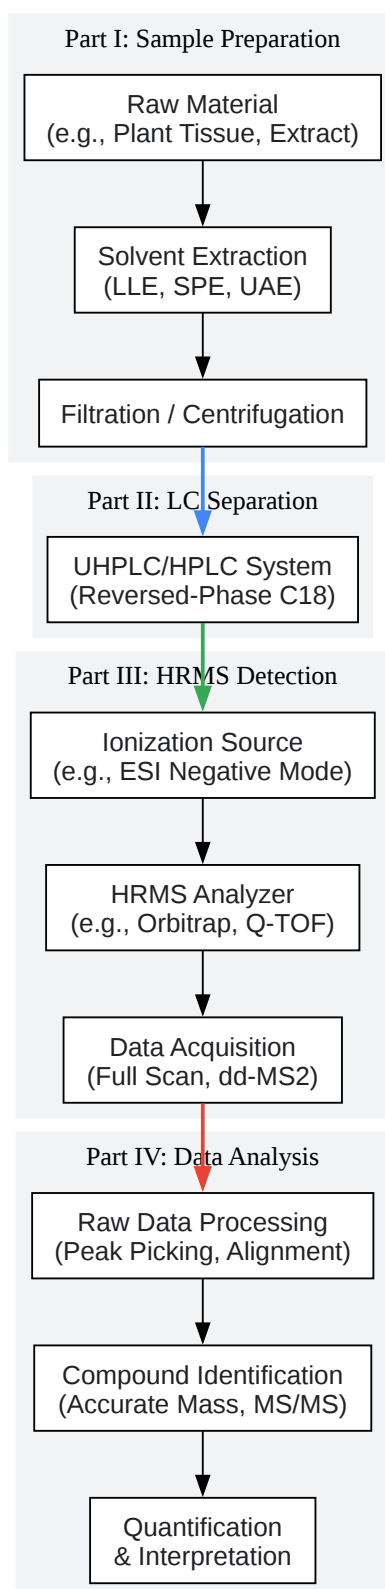 Part I: Sample Preparation
Raw Material
(e.g., Plant Tissue, Extract)
Solvent Extraction
(LLE, SPE, UAE)
Filtration / Centrifugation
Part II: LC Separation
UHPLC/HPLC System
(Reversed-Phase C18)
Part III: HRMS Detection
Ionization Source
(e.g., ESI Negative Mode)
HRMS Analyzer
(e.g., Orbitrap, Q-TOF)
Data Acquisition
(Full Scan, dd-MS2)
Part IV: Data Analysis
Raw Data Processing
(Peak Picking, Alignment)
Compound Identification
(Accurate Mass, MS/MS)
Quantification
& Interpretation